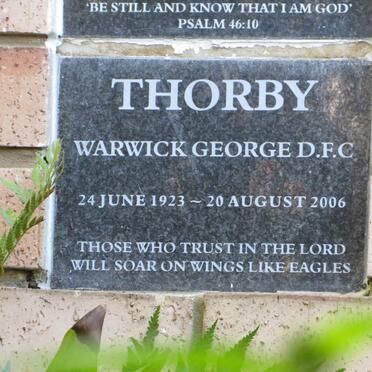 ‘BE STILL AND KNOW THAT I AM GOD’
PSALM 46:10
THORBY
WARWICK GEORGE D.F.C
24 JUNE 1923 ~ 20 AUGUST 2006
THOSE WHO TRUST IN THE LORD
WILL SOAR ON WINGS LIKE EAGLES